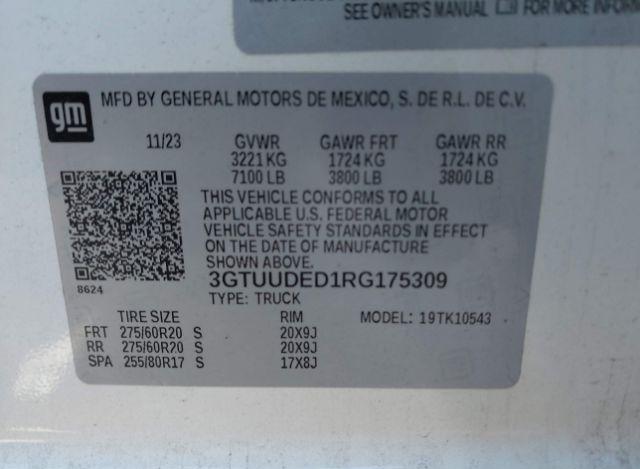 SEE OWNER'S MANUAL FOR MORE INFORM
gm
MFD BY GENERAL MOTORS DE MEXICO, S. DE R.L. DE C.V.
11/23 GVWR GAWR FRT GAWR RR
3221 KG 1724 KG 1724 KG
7100 LB 3800 LB 3800 LB
THIS VEHICLE CONFORMS TO ALL
APPLICABLE U.S. FEDERAL MOTOR
VEHICLE SAFETY STANDARDS IN EFFECT
ON THE DATE OF MANUFACTURE
SHOWN ABOVE.
8624
3GTUUDED1RG175309
TYPE: TRUCK
TIRE SIZE RIM MODEL: 19TK10543
FRT 275/60R20 S 20X9J
RR 275/60R20 S 20X9J
SPA 255/80R17 S 17X8J